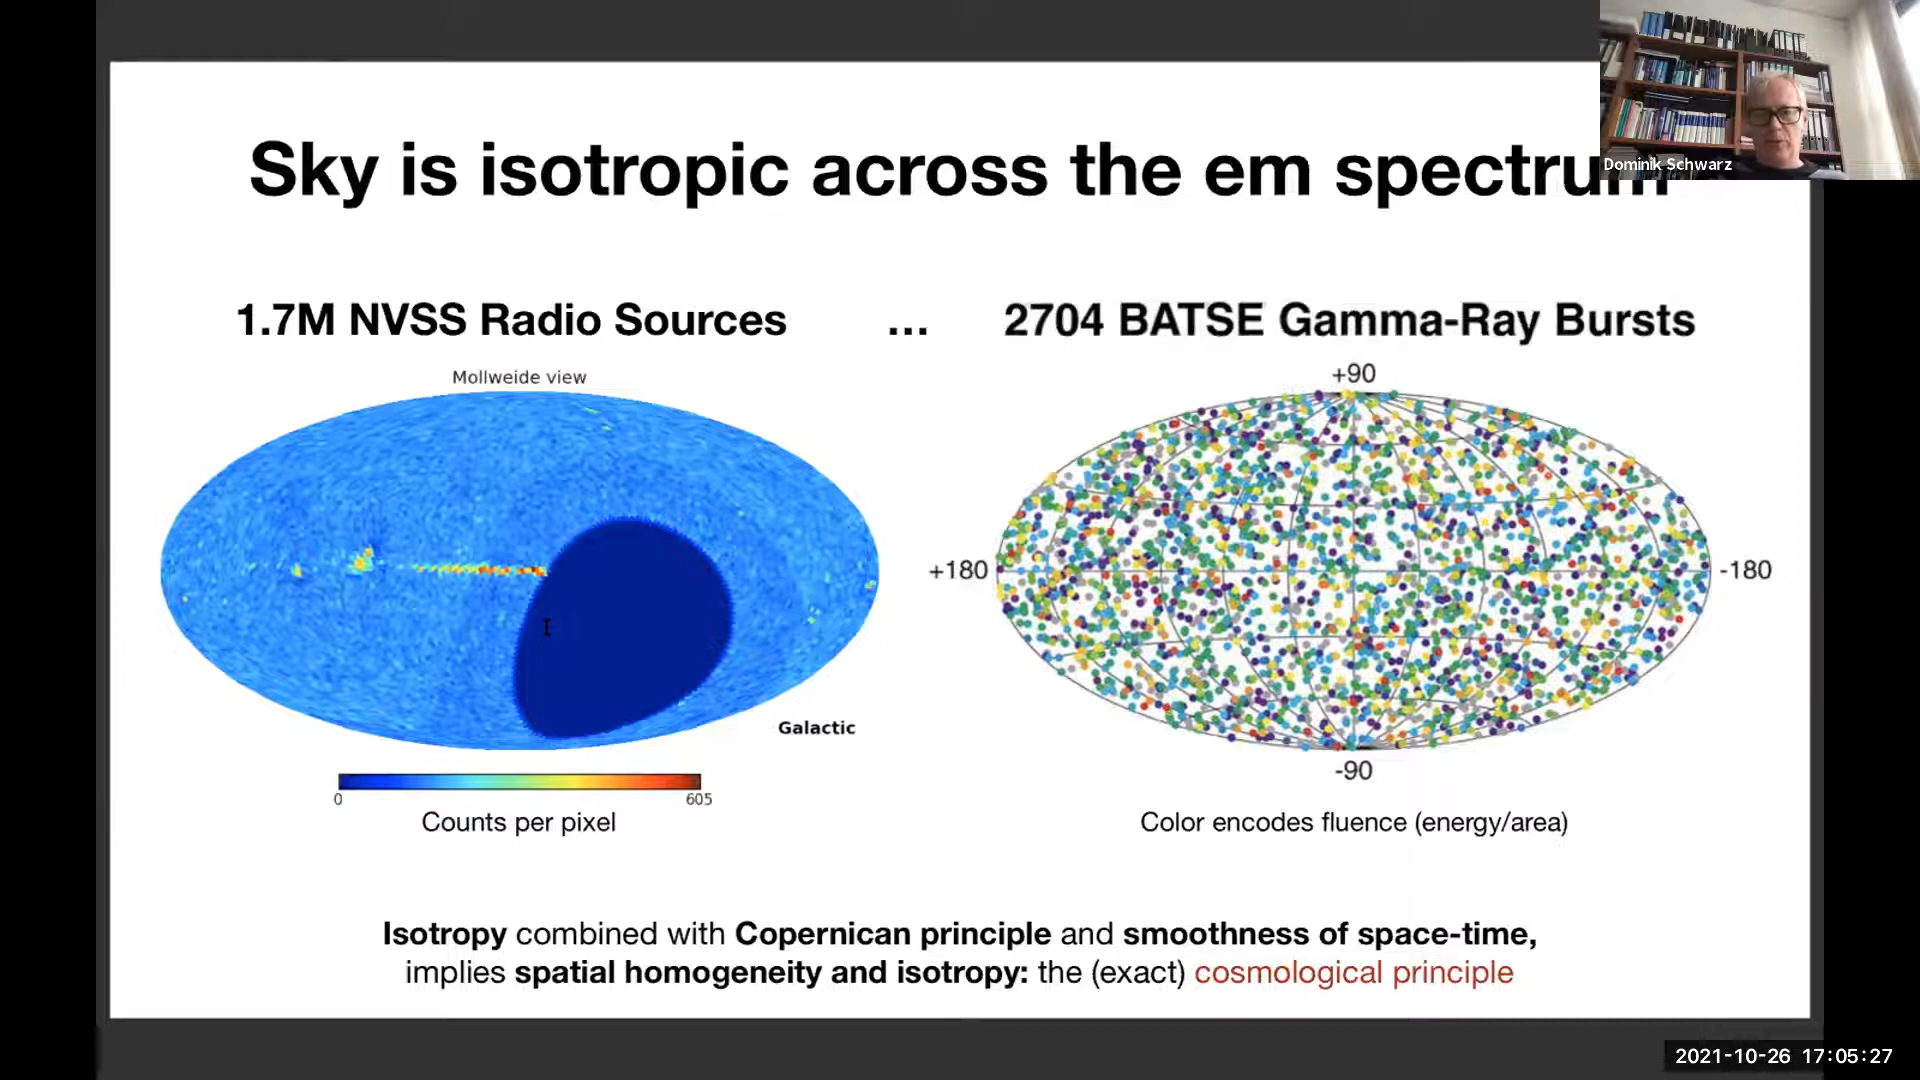 Sky is isotropic across the em spectrum
Dominik Schwarz
1.7M NVSS Radio Sources ... 2704 BATSE Gamma-Ray Bursts
Mollweide view
+90
+180
-180
Galactic
-90
0
605
Counts per pixel
Color encodes fluence (energy/area)
Isotropy combined with Copernican principle and smoothness of space-time,
implies spatial homogeneity and isotropy: the (exact) cosmological principle
2021-10-26 17:05:27